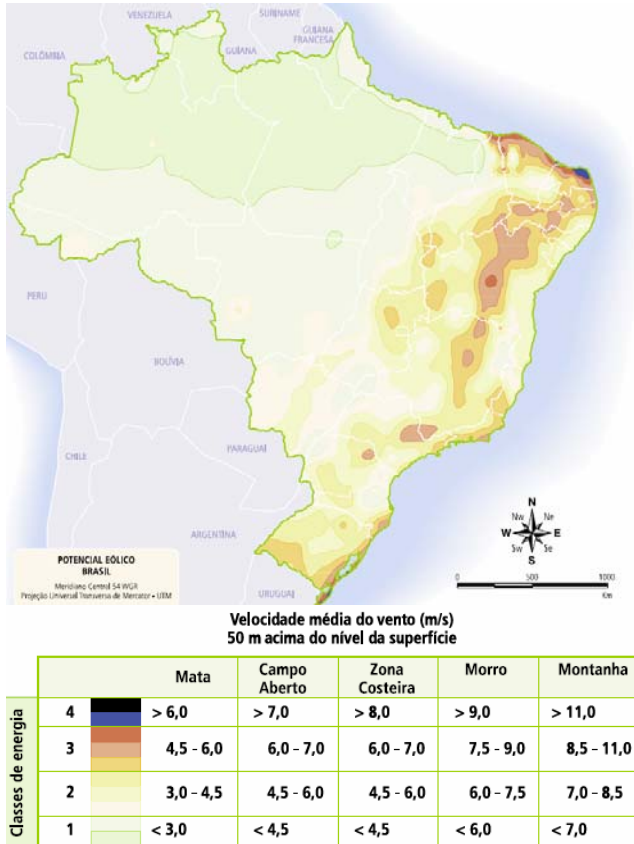 VENEZUELA
SURINAME
GUIANA
FRANCESA
GUIANA
COLÔMBIA
PERU
BOLÍVIA
PARAGUAI
CHILE
ARGENTINA
URUGUAI
N
Nw Ne
W E
Sw Se
S
0 500 1000
Km
POTENCIAL EÓLICO
BRASIL
Meridiano Central 54 WGR
Projeção Universal Transversa de Mercator • UTM
Velocidade média do vento (m/s)
50 m acima do nível da superfície
Mata Campo Aberto Zona Costeira Morro Montanha
Classes de energia
4 > 6,0 > 7,0 > 8,0 > 9,0 > 11,0
3 4,5 - 6,0 6,0 - 7,0 6,0 - 7,0 7,5 - 9,0 8,5 - 11,0
2 3,0 - 4,5 4,5 - 6,0 4,5 - 6,0 6,0 - 7,5 7,0 - 8,5
1 < 3,0 < 4,5 < 4,5 < 6,0 < 7,0